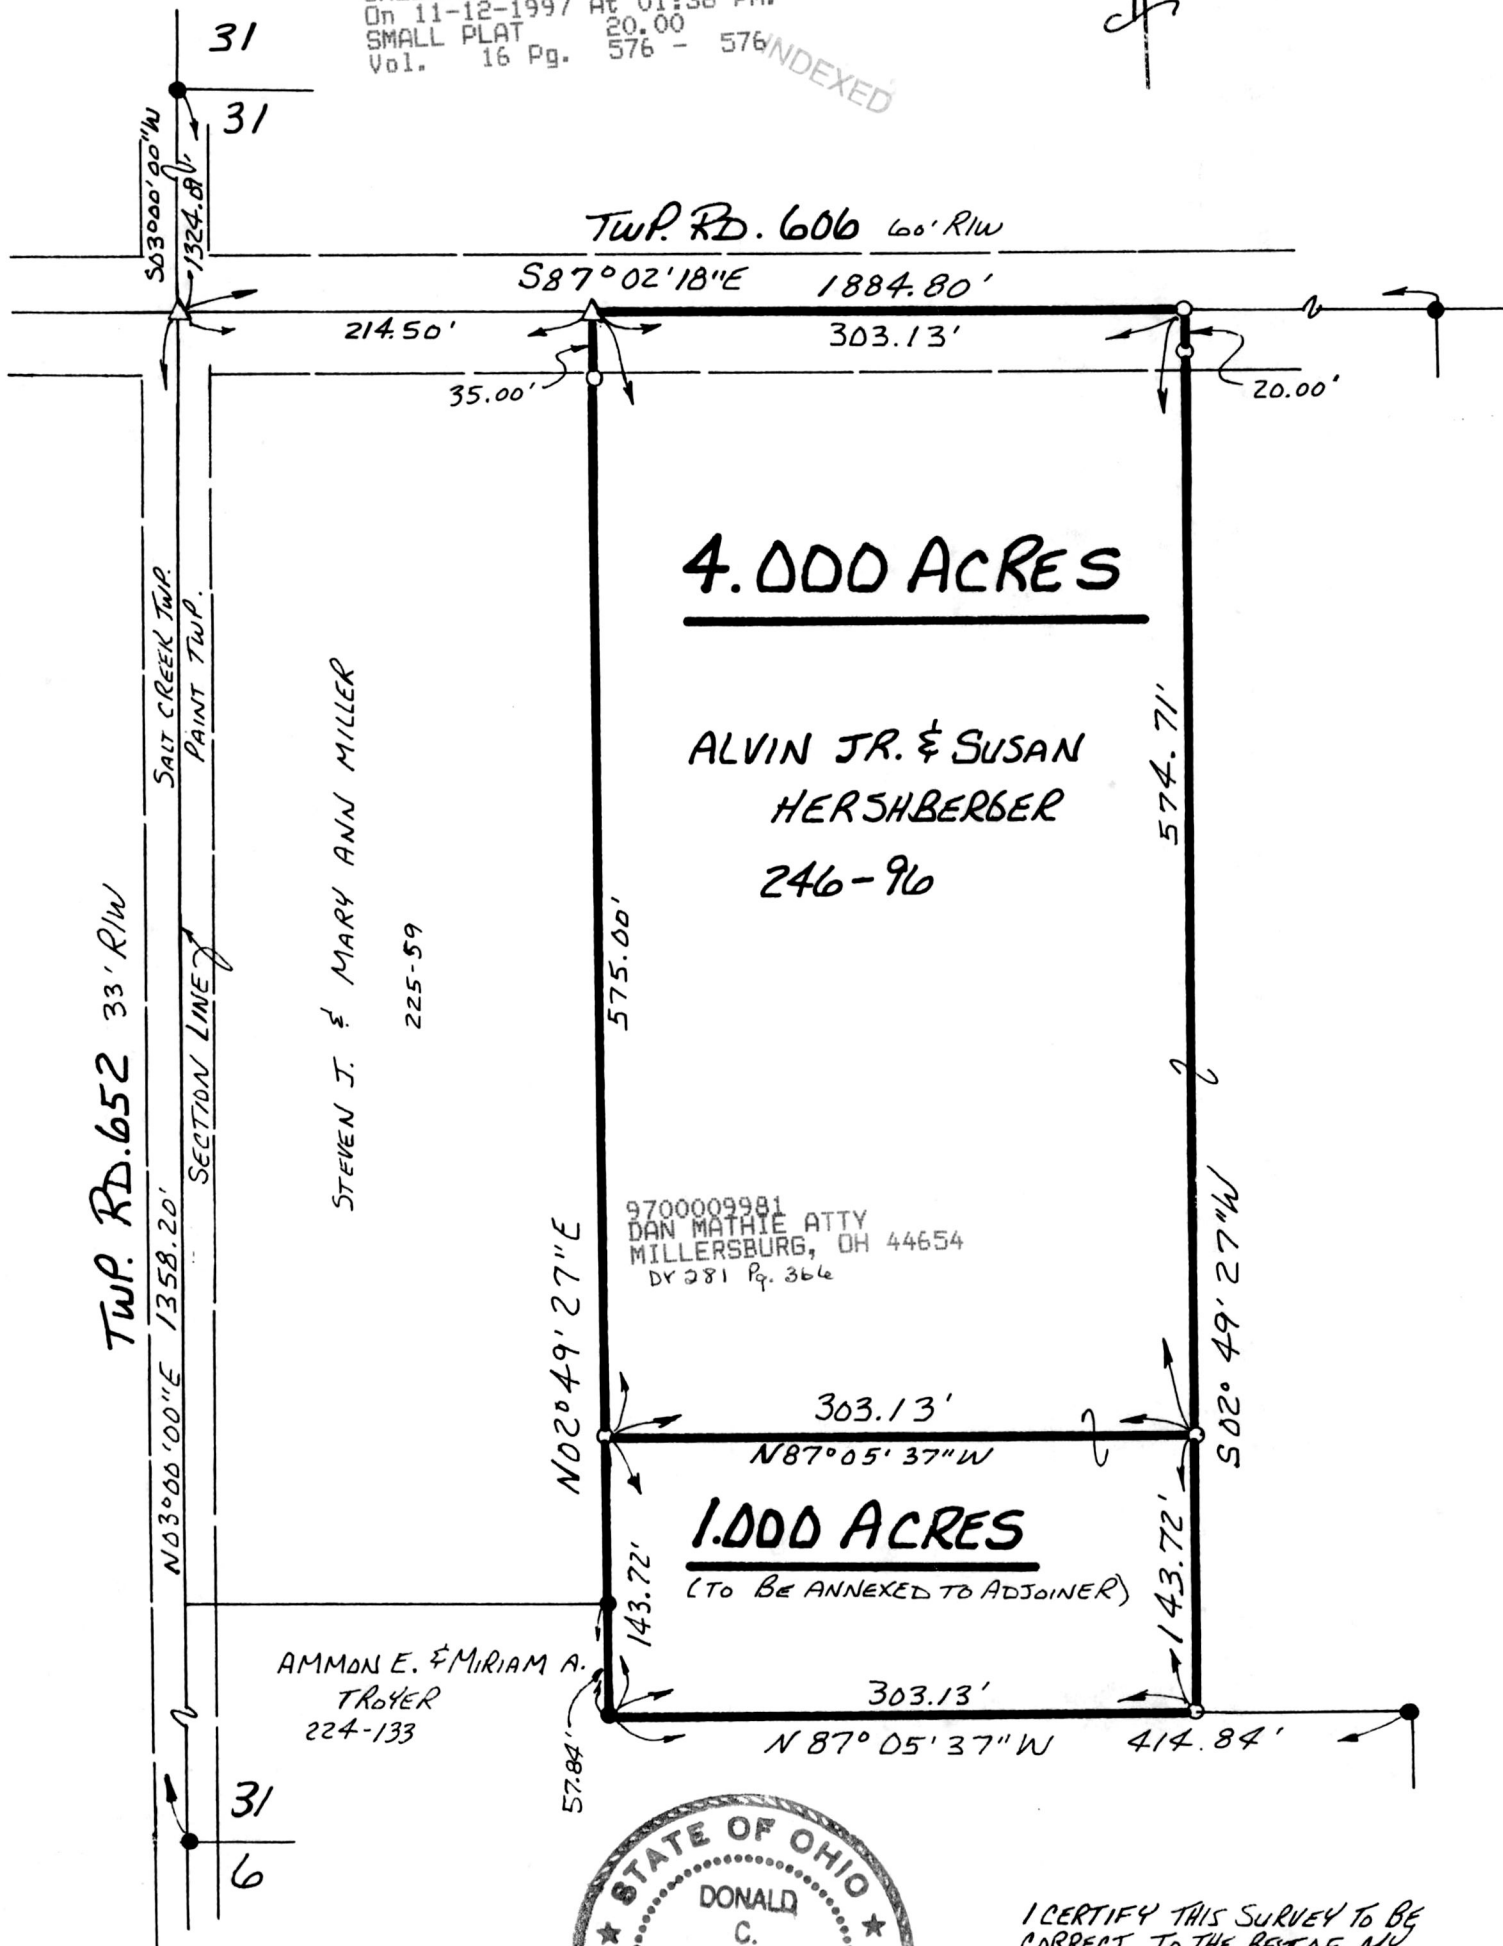 On 11-12-1997 At 01:38 PM.
SMALL PLAT 20.00
Vol. 16 Pg. 576 - 576
INDEXED
31
31
S03°00'00"W
TWP. RD. 606 60' R/W
S87°02'18"E 1884.80'
214.50'
303.13'
35.00'
20.00'
4.000 ACRES
SALT CREEK TWP.
PAINT TWP.
ALVIN JR. & SUSAN
HERSHBERGER
246-96
574.71'
STEVEN J. & MARY ANN MILLER
225-59
575.00'
TWP. RD. 652 33' R/W
SECTION LINE
N03°00'00"E 1358.20'
9700009981
DAN MATHIE ATTY
MILLERSBURG, OH 44654
DV 281 Pg. 366
N02°49'27"E
S02°49'27"W
303.13'
N87°05'37"W
1.000 ACRES
(TO BE ANNEXED TO ADJOINER)
143.72'
143.72'
AMMON E. & MIRIAM A.
TROYER
224-133
57.84'
303.13'
N87°05'37"W 414.84'
31
6
STATE OF OHIO
DONALD
C.
I CERTIFY THIS SURVEY TO BE
CORRECT TO THE BEST OF MY